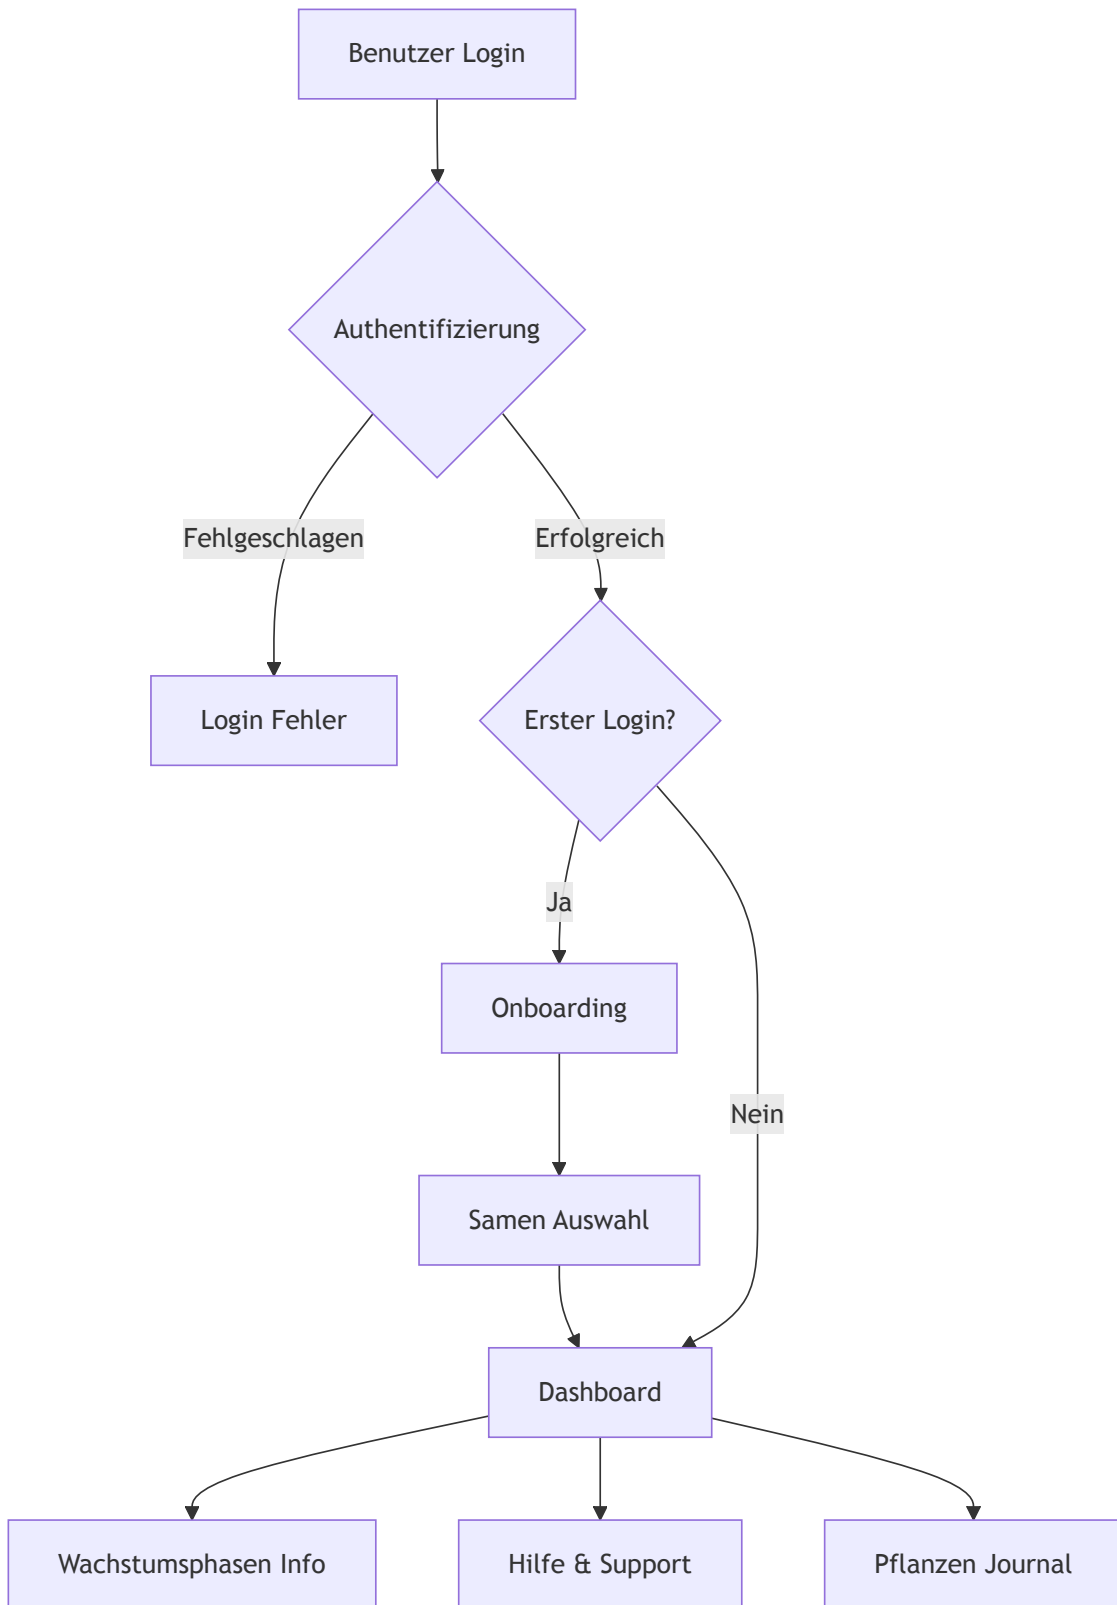 Benutzer Login
Authentifizierung
Fehlgeschlagen
Erfolgreich
Login Fehler
Erster Login?
Ja
Onboarding
Nein
Samen Auswahl
Dashboard
Wachstumsphasen Info
Hilfe & Support
Pflanzen Journal